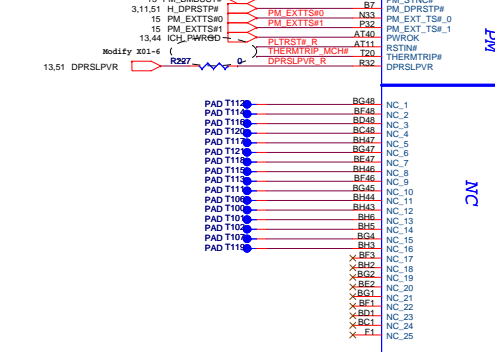 B7 PM_SYNC#
3,11,51 H_DPRSTP# PM_DPRSTP#
15 PM_EXTTS#0 PM_EXTTS#0 N33 PM_EXT_TS#_0
15 PM_EXTTS#1 PM_EXTTS#1 P32 PM_EXT_TS#_1
13,44 ICH_PWRGD AT40 PWROK
PLTRST#_R AT11 RSTIN#
Modify X01-6 ( THERMTRIP_MCH# T20 THERMTRIP#
13,51 DPRSLPVR R227 0 DPRSLPVR_R R32 DPRSLPVR
PM
PAD T112 BG48 NC_1
PAD T114 BF48 NC_2
PAD T116 BD48 NC_3
PAD T120 BC48 NC_4
PAD T117 BH47 NC_5
PAD T121 BG47 NC_6
PAD T118 BE47 NC_7
PAD T115 BH46 NC_8
PAD T113 BF46 NC_9
PAD T111 BG45 NC_10
PAD T106 BH44 NC_11
PAD T100 BH43 NC_12
PAD T101 BH6 NC_13
PAD T102 BH5 NC_14
PAD T107 BG4 NC_15
PAD T119 BH3 NC_16
BF3 NC_17
BH2 NC_18
BG2 NC_19
BE2 NC_20
BG1 NC_21
BF1 NC_22
BD1 NC_23
BC1 NC_24
F1 NC_25
NC